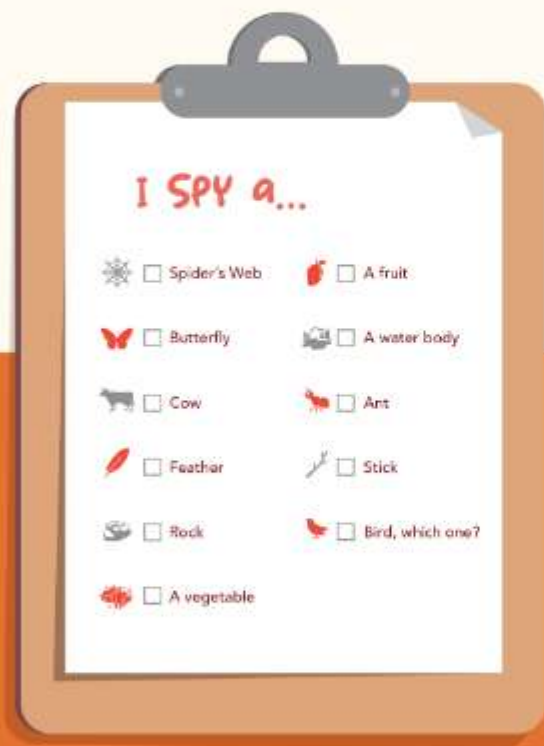 I SPY a...
Spider's Web
Butterfly
Cow
Feather
Rock
A vegetable
A fruit
A water body
Ant
Stick
Bird, which one?